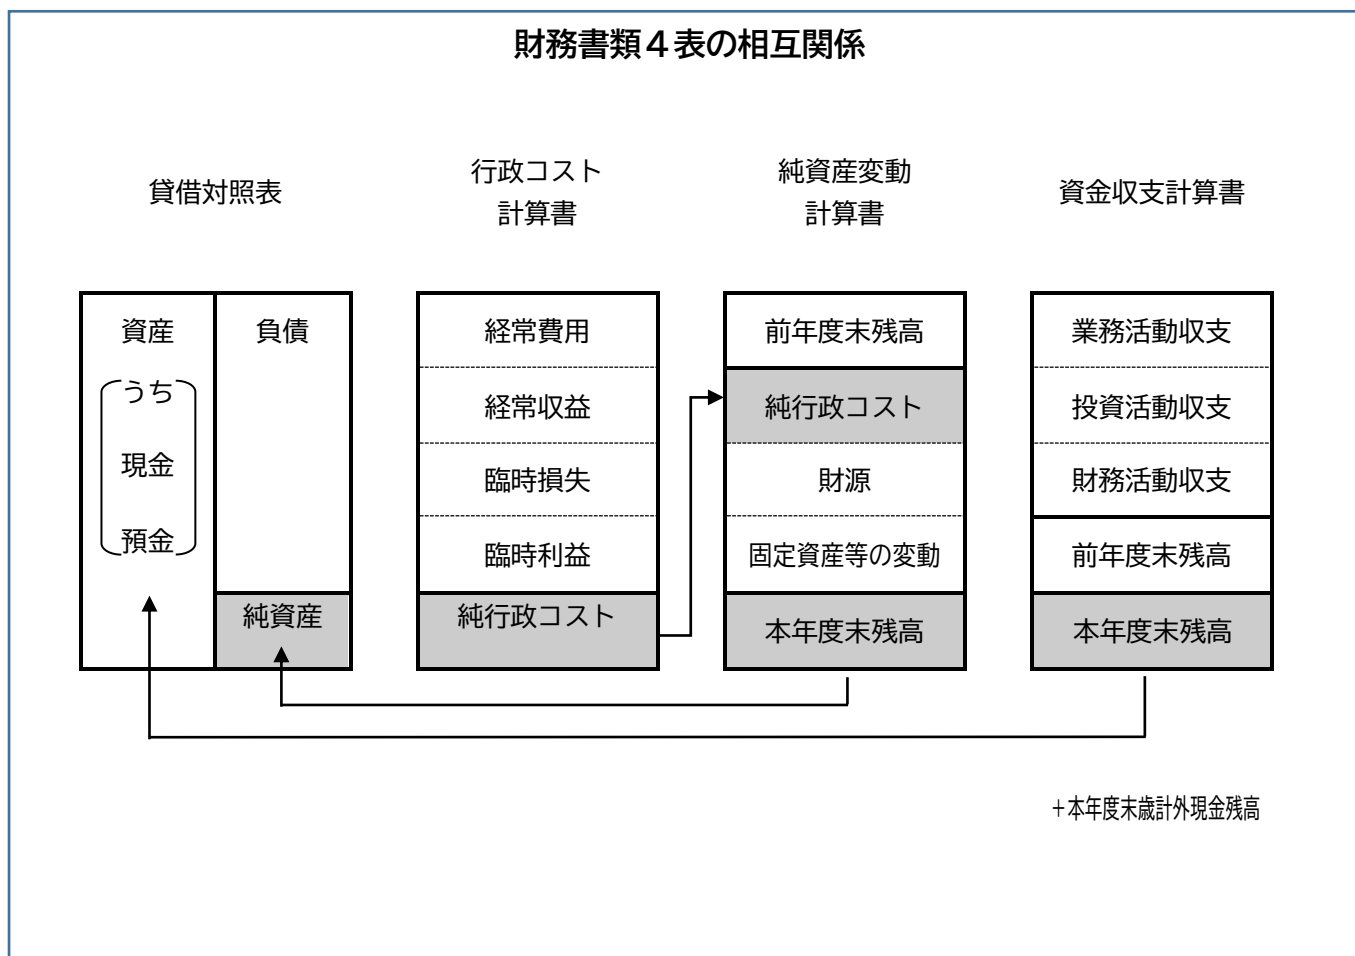 財務書類４表の相互関係
貸借対照表
行政コスト
計算書
純資産変動
計算書
資金収支計算書
資産
うち
現金
預金
負債
純資産
経常費用
経常収益
臨時損失
臨時利益
純行政コスト
前年度末残高
純行政コスト
財源
固定資産等の変動
本年度末残高
業務活動収支
投資活動収支
財務活動収支
前年度末残高
本年度末残高
＋本年度末歳計外現金残高